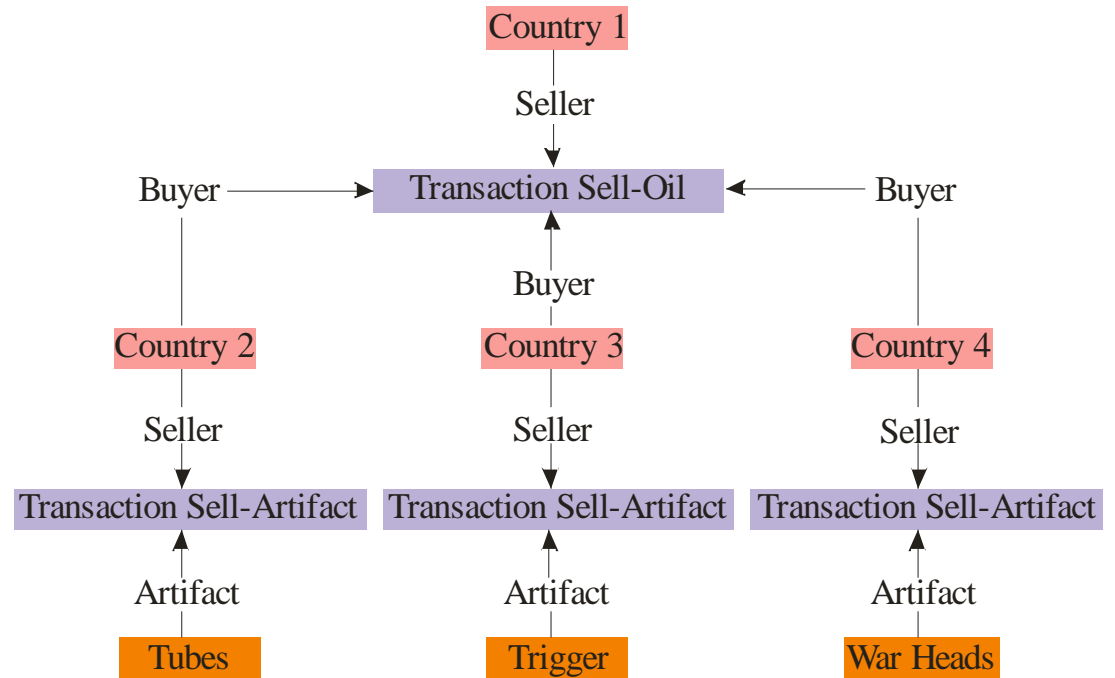 Country 1
Seller
Buyer
Transaction Sell-Oil
Buyer
Buyer
Country 2
Country 3
Country 4
Seller
Seller
Seller
Transaction Sell-Artifact
Transaction Sell-Artifact
Transaction Sell-Artifact
Artifact
Artifact
Artifact
Tubes
Trigger
War Heads